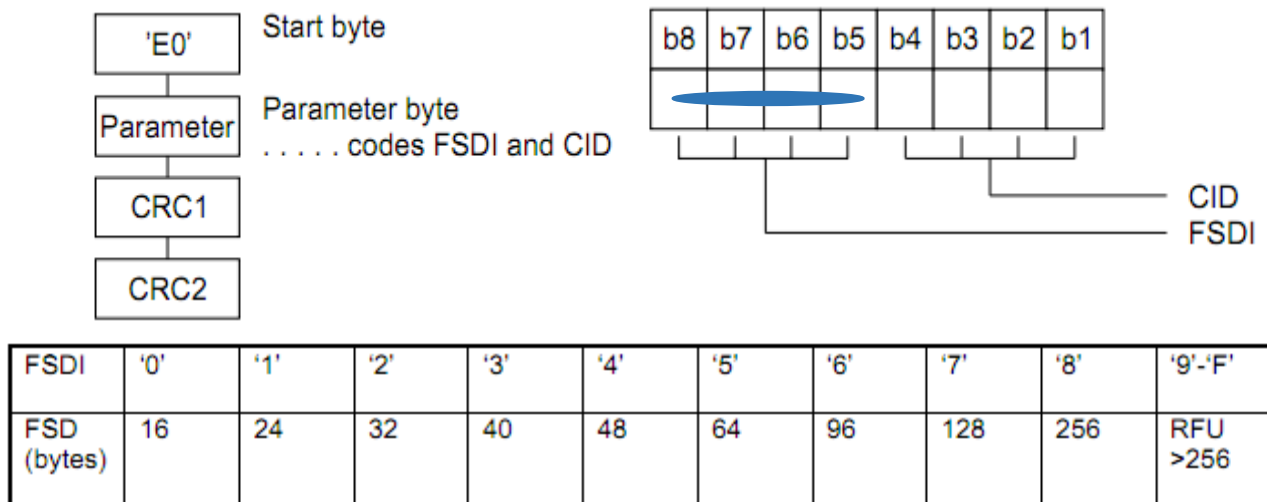 'E0' Start byte
Parameter Parameter byte
. . . . . codes FSDI and CID
CRC1
CRC2
b8 b7 b6 b5 b4 b3 b2 b1
CID
FSDI
FSDI '0' '1' '2' '3' '4' '5' '6' '7' '8' '9'-'F'
FSD (bytes) 16 24 32 40 48 64 96 128 256 RFU >256